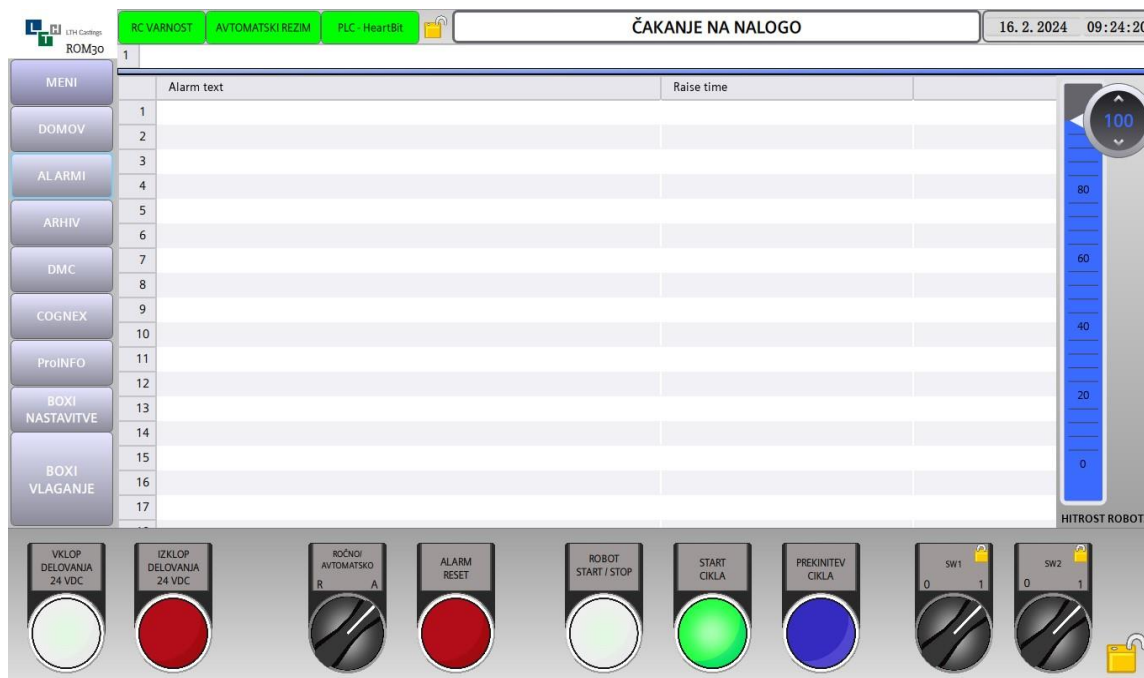 L
T
H
LTH Castings
ROM30
RC VARNOST
AVTOMATSKI REZIM
PLC - HeartBit
ČAKANJE NA NALOGO
16. 2. 2024 09:24:20
1
MENI
DOMOV
ALARMI
ARHIV
DMC
COGNEX
ProINFO
BOXI
NASTAVITVE
BOXI
VLAGANJE
Alarm text Raise time
1
2
3
4
5
6
7
8
9
10
11
12
13
14
15
16
17
100
80
60
40
20
0
HITROST ROBOT
VKLOP
DELOVANJA
24 VDC
IZKLOP
DELOVANJA
24 VDC
ROČNO/
AVTOMATSKO
R A
ALARM
RESET
ROBOT
START / STOP
START
CIKLA
PREKINITEV
CIKLA
SW1
0 1
SW2
0 1